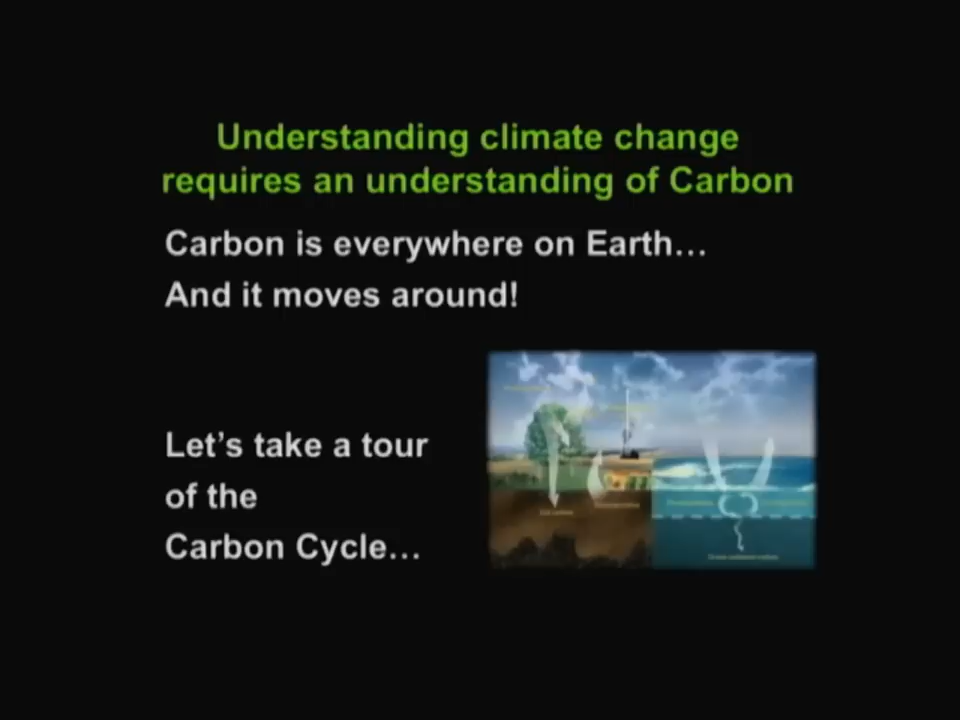 Understanding climate change
requires an understanding of Carbon
Carbon is everywhere on Earth…
And it moves around!
Let’s take a tour
of the
Carbon Cycle…